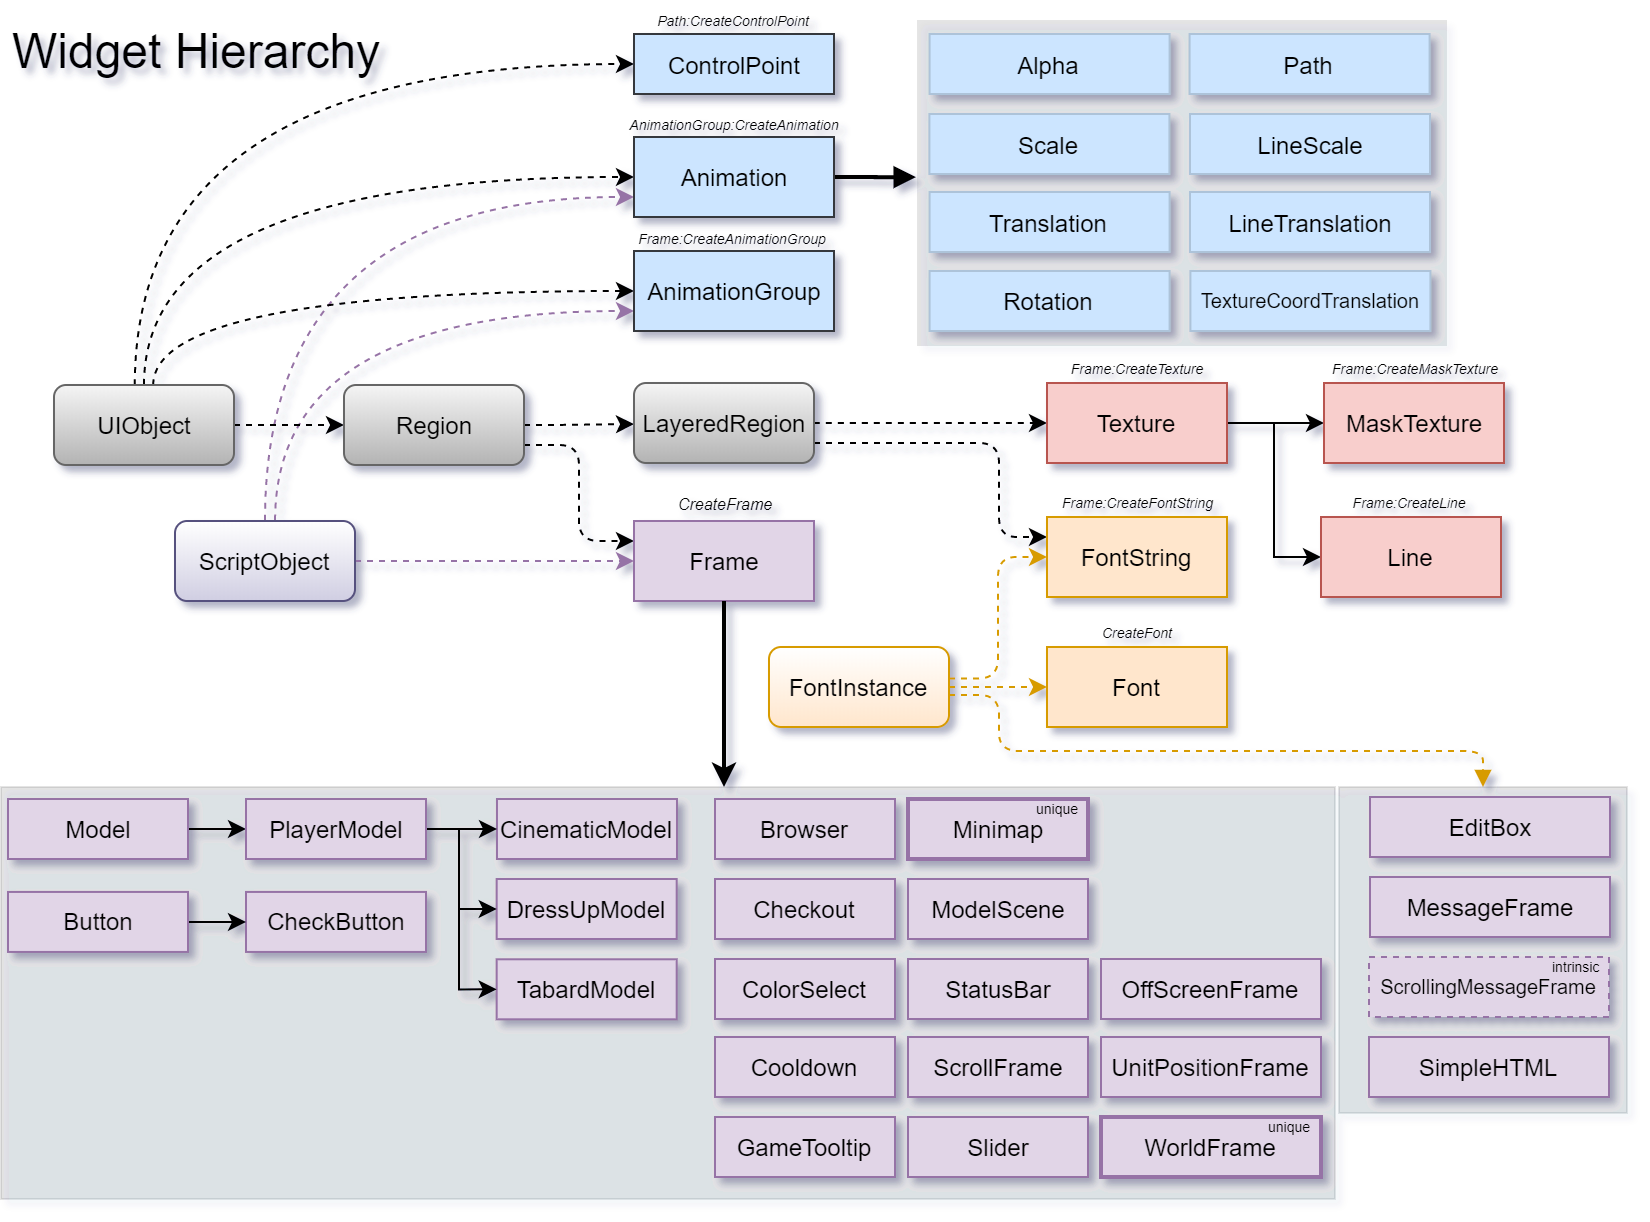 Widget Hierarchy
Path:CreateControlPoint
ControlPoint
AnimationGroup:CreateAnimation
Animation
Frame:CreateAnimationGroup
AnimationGroup
Alpha
Path
Scale
LineScale
Translation
LineTranslation
Rotation
TextureCoordTranslation
UIObject
Region
LayeredRegion
Frame:CreateTexture
Texture
Frame:CreateMaskTexture
MaskTexture
ScriptObject
CreateFrame
Frame
Frame:CreateFontString
FontString
Frame:CreateLine
Line
FontInstance
CreateFont
Font
Model
PlayerModel
CinematicModel
Button
CheckButton
DressUpModel
TabardModel
Browser
unique
Minimap
Checkout
ModelScene
ColorSelect
StatusBar
OffScreenFrame
Cooldown
ScrollFrame
UnitPositionFrame
GameTooltip
Slider
unique
WorldFrame
EditBox
MessageFrame
intrinsic
ScrollingMessageFrame
SimpleHTML